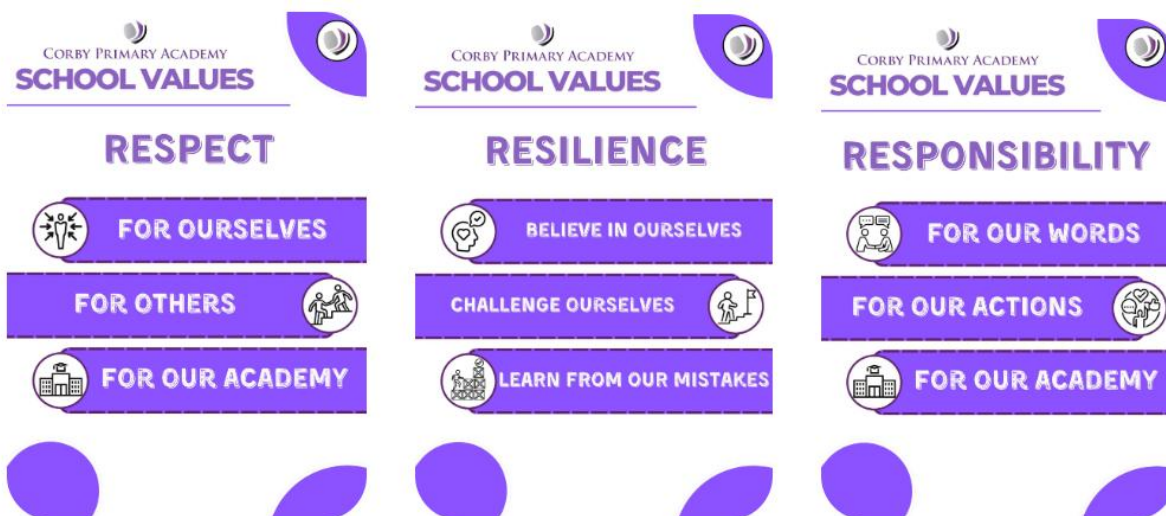 CORBY PRIMARY ACADEMY
SCHOOL VALUES
RESPECT
FOR OURSELVES
FOR OTHERS
FOR OUR ACADEMY
CORBY PRIMARY ACADEMY
SCHOOL VALUES
RESILIENCE
BELIEVE IN OURSELVES
CHALLENGE OURSELVES
LEARN FROM OUR MISTAKES
CORBY PRIMARY ACADEMY
SCHOOL VALUES
RESPONSIBILITY
FOR OUR WORDS
FOR OUR ACTIONS
FOR OUR ACADEMY